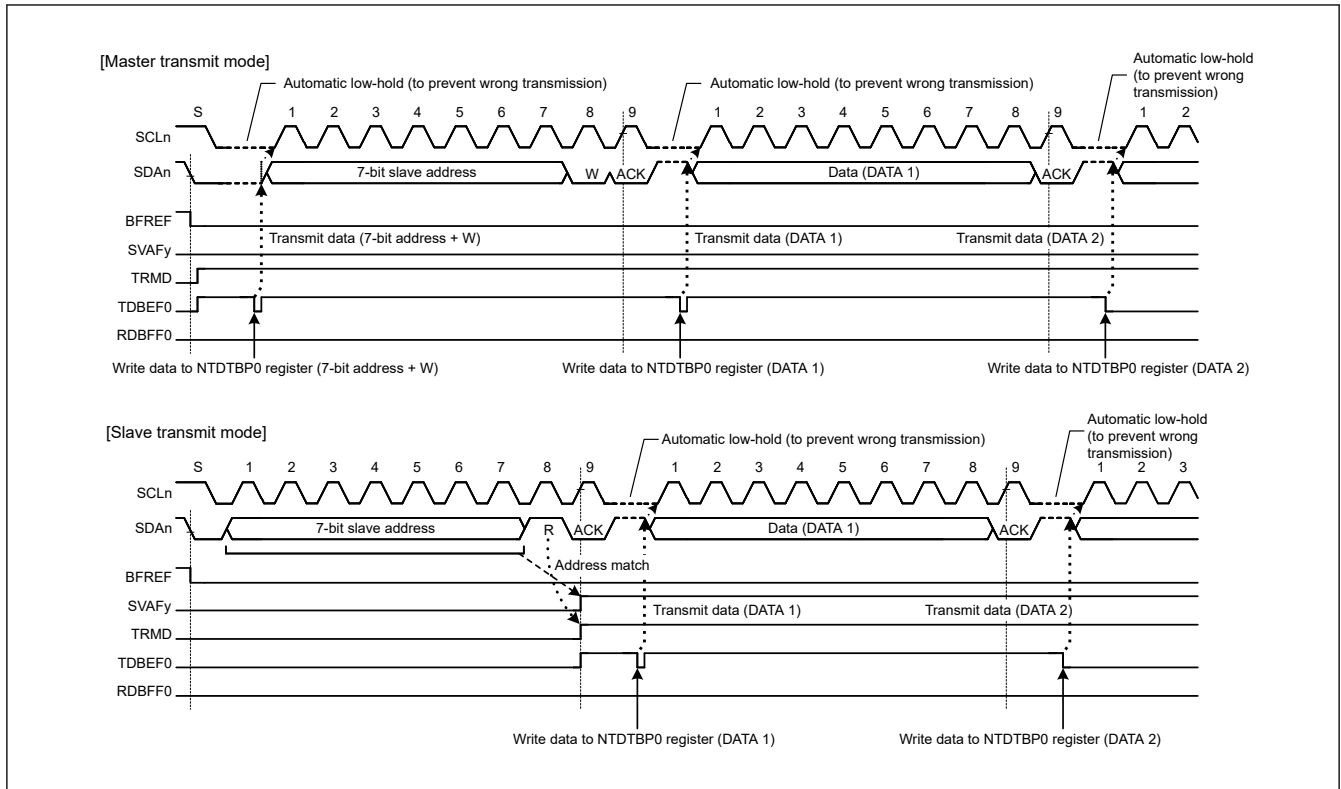 [Master transmit mode]
Automatic low-hold (to prevent wrong transmission)
Automatic low-hold (to prevent wrong transmission)
Automatic low-hold
(to prevent wrong
transmission)
S 1 2 3 4 5 6 7 8 9 1 2 3 4 5 6 7 8 9 1 2
SCLn
SDAn 7-bit slave address W ACK Data (DATA 1) ACK
BFREF
Transmit data (7-bit address + W) Transmit data (DATA 1) Transmit data (DATA 2)
SVAFy
TRMD
TDBEF0
RDBFF0
Write data to NTDTBP0 register (7-bit address + W) Write data to NTDTBP0 register (DATA 1) Write data to NTDTBP0 register (DATA 2)
[Slave transmit mode]
Automatic low-hold (to prevent wrong transmission)
Automatic low-hold
(to prevent wrong
transmission)
S 1 2 3 4 5 6 7 8 9 1 2 3 4 5 6 7 8 9 1 2 3
SCLn
SDAn 7-bit slave address R ACK Data (DATA 1) ACK
Address match
BFREF
SVAFy Transmit data (DATA 1) Transmit data (DATA 2)
TRMD
TDBEF0
RDBFF0
Write data to NTDTBP0 register (DATA 1) Write data to NTDTBP0 register (DATA 2)